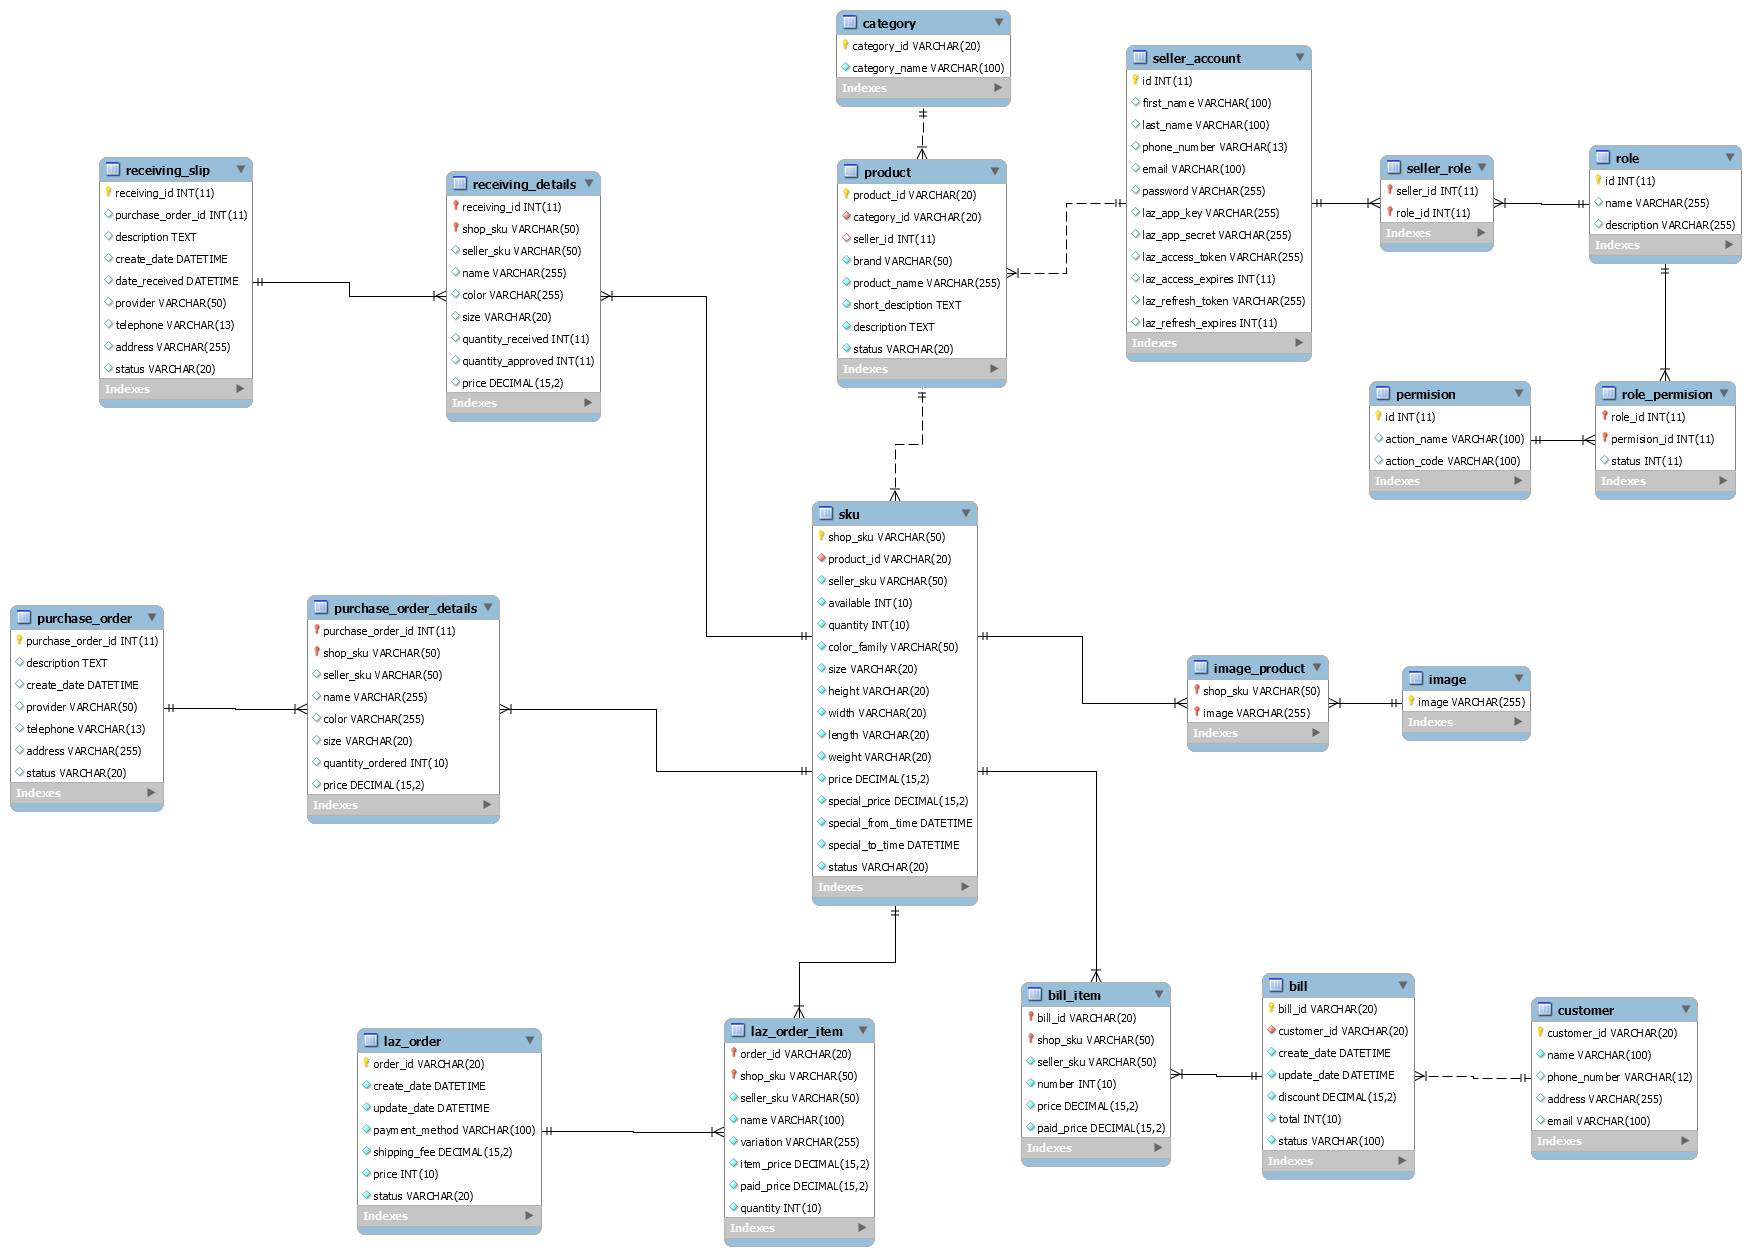 category
category_id VARCHAR(20)
category_name VARCHAR(100)
Indexes
seller_account
id INT(11)
first_name VARCHAR(100)
last_name VARCHAR(100)
phone_number VARCHAR(13)
email VARCHAR(100)
password VARCHAR(255)
laz_app_key VARCHAR(255)
laz_app_secret VARCHAR(255)
laz_access_token VARCHAR(255)
laz_access_expires INT(11)
laz_refresh_token VARCHAR(255)
laz_refresh_expires INT(11)
Indexes
receiving_slip
receiving_id INT(11)
purchase_order_id INT(11)
description TEXT
create_date DATETIME
date_received DATETIME
provider VARCHAR(50)
telephone VARCHAR(13)
address VARCHAR(255)
status VARCHAR(20)
Indexes
receiving_details
receiving_id INT(11)
shop_sku VARCHAR(50)
seller_sku VARCHAR(50)
name VARCHAR(255)
color VARCHAR(255)
size VARCHAR(20)
quantity_received INT(11)
quantity_approved INT(11)
price DECIMAL(15,2)
Indexes
product
product_id VARCHAR(20)
category_id VARCHAR(20)
seller_id INT(11)
brand VARCHAR(50)
product_name VARCHAR(255)
short_desciption TEXT
description TEXT
status VARCHAR(20)
Indexes
seller_role
seller_id INT(11)
role_id INT(11)
Indexes
role
id INT(11)
name VARCHAR(255)
description VARCHAR(255)
Indexes
permision
id INT(11)
action_name VARCHAR(100)
action_code VARCHAR(100)
Indexes
role_permision
role_id INT(11)
permision_id INT(11)
status INT(11)
Indexes
sku
shop_sku VARCHAR(50)
product_id VARCHAR(20)
seller_sku VARCHAR(50)
available INT(10)
quantity INT(10)
color_family VARCHAR(50)
size VARCHAR(20)
height VARCHAR(20)
width VARCHAR(20)
length VARCHAR(20)
weight VARCHAR(20)
price DECIMAL(15,2)
special_price DECIMAL(15,2)
special_from_time DATETIME
special_to_time DATETIME
status VARCHAR(20)
Indexes
purchase_order
purchase_order_id INT(11)
description TEXT
create_date DATETIME
provider VARCHAR(50)
telephone VARCHAR(13)
address VARCHAR(255)
status VARCHAR(20)
Indexes
purchase_order_details
purchase_order_id INT(11)
shop_sku VARCHAR(50)
seller_sku VARCHAR(50)
name VARCHAR(255)
color VARCHAR(255)
size VARCHAR(20)
quantity_ordered INT(10)
price DECIMAL(15,2)
Indexes
image_product
shop_sku VARCHAR(50)
image VARCHAR(255)
Indexes
image
image VARCHAR(255)
Indexes
laz_order
order_id VARCHAR(20)
create_date DATETIME
update_date DATETIME
payment_method VARCHAR(100)
shipping_fee DECIMAL(15,2)
price INT(10)
status VARCHAR(20)
Indexes
laz_order_item
order_id VARCHAR(20)
shop_sku VARCHAR(50)
seller_sku VARCHAR(50)
name VARCHAR(100)
variation VARCHAR(255)
item_price DECIMAL(15,2)
paid_price DECIMAL(15,2)
quantity INT(10)
Indexes
bill_item
bill_id VARCHAR(20)
shop_sku VARCHAR(50)
seller_sku VARCHAR(50)
number INT(10)
price DECIMAL(15,2)
paid_price DECIMAL(15,2)
Indexes
bill
bill_id VARCHAR(20)
customer_id VARCHAR(20)
create_date DATETIME
update_date DATETIME
discount DECIMAL(15,2)
total INT(10)
status VARCHAR(100)
Indexes
customer
customer_id VARCHAR(20)
name VARCHAR(100)
phone_number VARCHAR(12)
address VARCHAR(255)
email VARCHAR(100)
Indexes